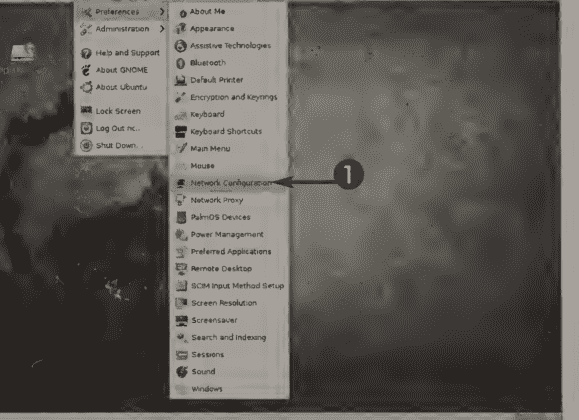 Preferences
Administration
Help and Support
About GNOME
About Ubuntu
Lock Screen
Log Out nc...
Shut Down...
About Me
Appearance
Assistive Technologies
Bluetooth
Default Printer
Encryption and Keyrings
Keyboard
Keyboard Shortcuts
Main Menu
Mouse
Network Configuration
1
Network Proxy
PalmOS Devices
Power Management
Preferred Applications
Remote Desktop
SCIM Input Method Setup
Screen Resolution
Screensaver
Search and Indexing
Sessions
Sound
Windows